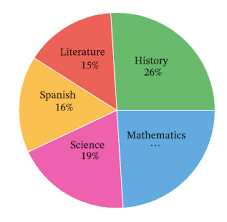 Literature
15%
History
26%
Spanish
16%
Mathematics
...
Science
19%